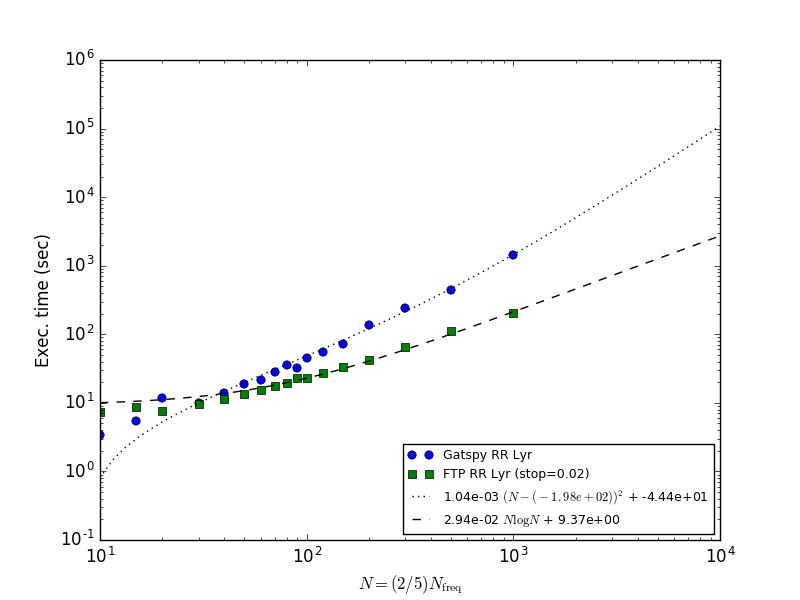 10^6
10^5
10^4
10^3
10^2
10^1
10^0
10^-1
Exec. time (sec)
Gatspy RR Lyr
FTP RR Lyr (stop=0.02)
1.04e-03 (N-(-1.98e+02))^2 + -4.44e+01
2.94e-02 NlogN + 9.37e+00
10^1 10^2 10^3 10^4
N=(2/5)N_freq